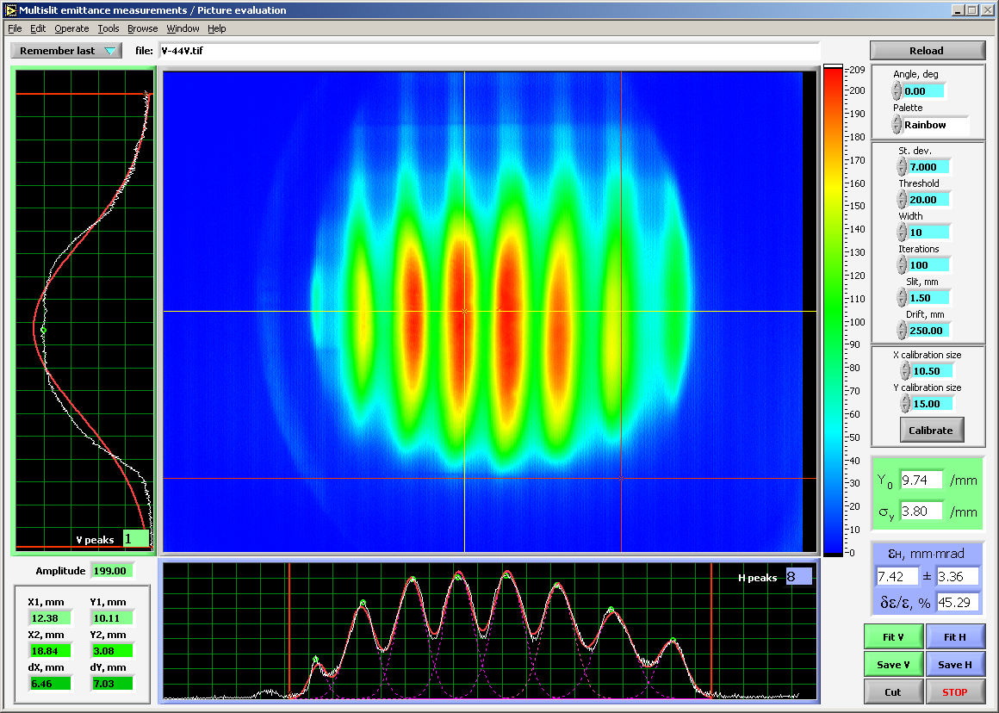 Multislit emittance measurements / Picture evaluation
File Edit Operate Tools Browse Window Help
Remember last file: V-44V.tif
Reload
Angle, deg
0.00
Palette
Rainbow
St. dev.
7.000
Threshold
20.00
Width
10
Iterations
100
Slit, mm
1.50
Drift, mm
250.00
X calibration size
10.50
Y calibration size
15.00
Calibrate
209
200
190
180
170
160
150
140
130
120
110
100
90
80
70
60
50
40
30
20
10
0
V peaks 1
Y0 9.74 /mm
σy 3.80 /mm
εH, mm·mrad
7.42 ± 3.36
δε/ε, % 45.29
Amplitude 199.00
X1, mm Y1, mm
12.38 10.11
X2, mm Y2, mm
18.84 3.08
dX, mm dY, mm
6.46 7.03
H peaks 8
Fit V Fit H
Save V Save H
Cut STOP